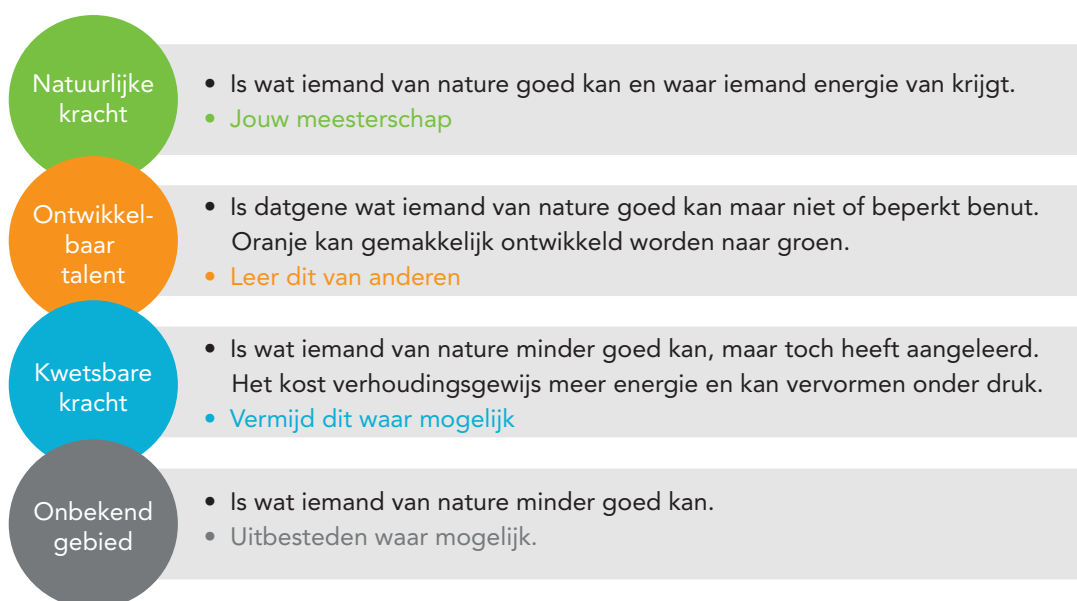 Natuurlijke
kracht
• Is wat iemand van nature goed kan en waar iemand energie van krijgt.
• Jouw meesterschap
Ontwikkel-
baar
talent
• Is datgene wat iemand van nature goed kan maar niet of beperkt benut.
Oranje kan gemakkelijk ontwikkeld worden naar groen.
• Leer dit van anderen
Kwetsbare
kracht
• Is wat iemand van nature minder goed kan, maar toch heeft aangeleerd.
Het kost verhoudingsgewijs meer energie en kan vervormen onder druk.
• Vermijd dit waar mogelijk
Onbekend
gebied
• Is wat iemand van nature minder goed kan.
• Uitbesteden waar mogelijk.